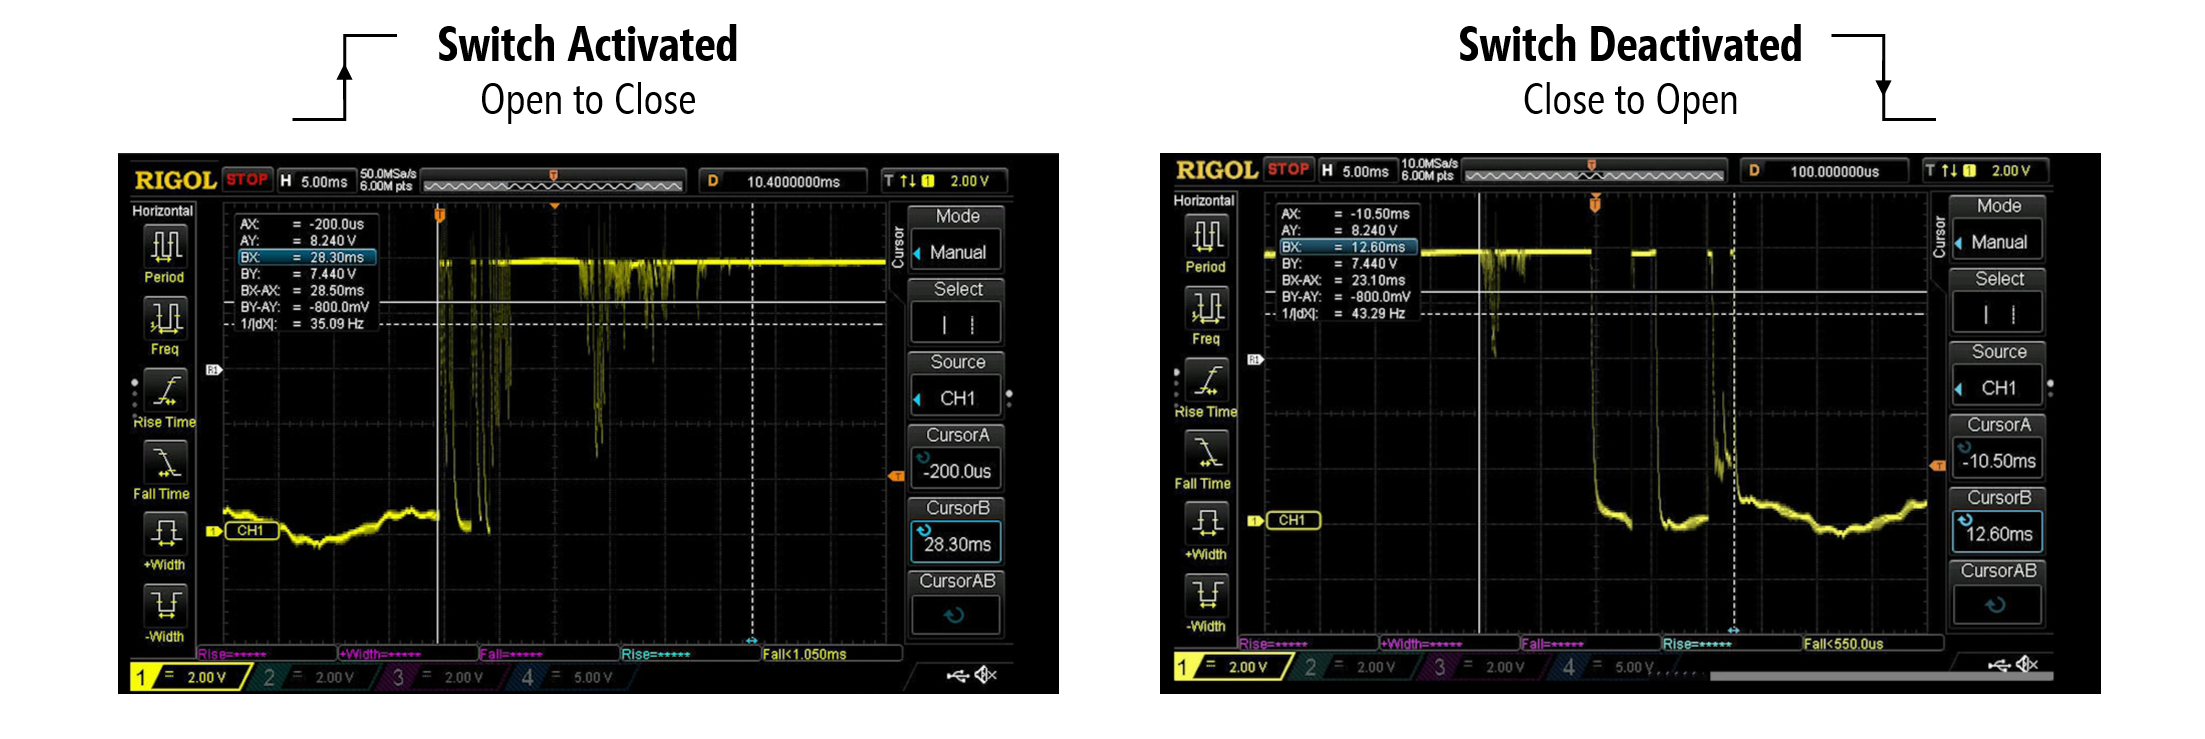 Switch Activated
Open to Close
RIGOL STOP H 5.00ms 50.0MSa/s 6.00M pts D 10.4000000ms T 1 2.00 V
Horizontal
Period
Freq
Rise Time
Fall Time
+Width
-Width
AX: = -200.0us
AY: = 8.240 V
BX: = 28.30ms
BY: = 7.440 V
BX-AX: = 28.50ms
BY-AY: = -800.0mV
1/|dX|: = 35.09 Hz
T
R1
1 CH1
T
Cursor
Mode
Manual
Select
Source
CH1
CursorA
-200.0us
CursorB
28.30ms
CursorAB
Rise=***** +Width=***** Fall=***** Rise=***** Fall<1.050ms
1 = 2.00 V 2 = 2.00 V 3 = 2.00 V 4 = 5.00 V
Switch Deactivated
Close to Open
RIGOL STOP H 5.00ms 10.0MSa/s 6.00M pts D 100.000000us T 1 2.00 V
Horizontal
Period
Freq
Rise Time
Fall Time
+Width
-Width
AX: = -10.50ms
AY: = 8.240 V
BX: = 12.60ms
BY: = 7.440 V
BX-AX: = 23.10ms
BY-AY: = -800.0mV
1/|dX|: = 43.29 Hz
T
R1
1 CH1
T
Cursor
Mode
Manual
Select
Source
CH1
CursorA
-10.50ms
CursorB
12.60ms
CursorAB
Rise=***** +Width=***** Fall=***** Rise=***** Fall<550.0us
1 = 2.00 V 2 = 2.00 V 3 = 2.00 V 4 = 5.00 V